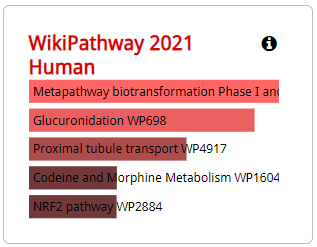 WikiPathway 2021
Human
Metapathway biotransformation Phase I and
Glucuronidation WP698
Proximal tubule transport WP4917
Codeine and Morphine Metabolism WP1604
NRF2 pathway WP2884